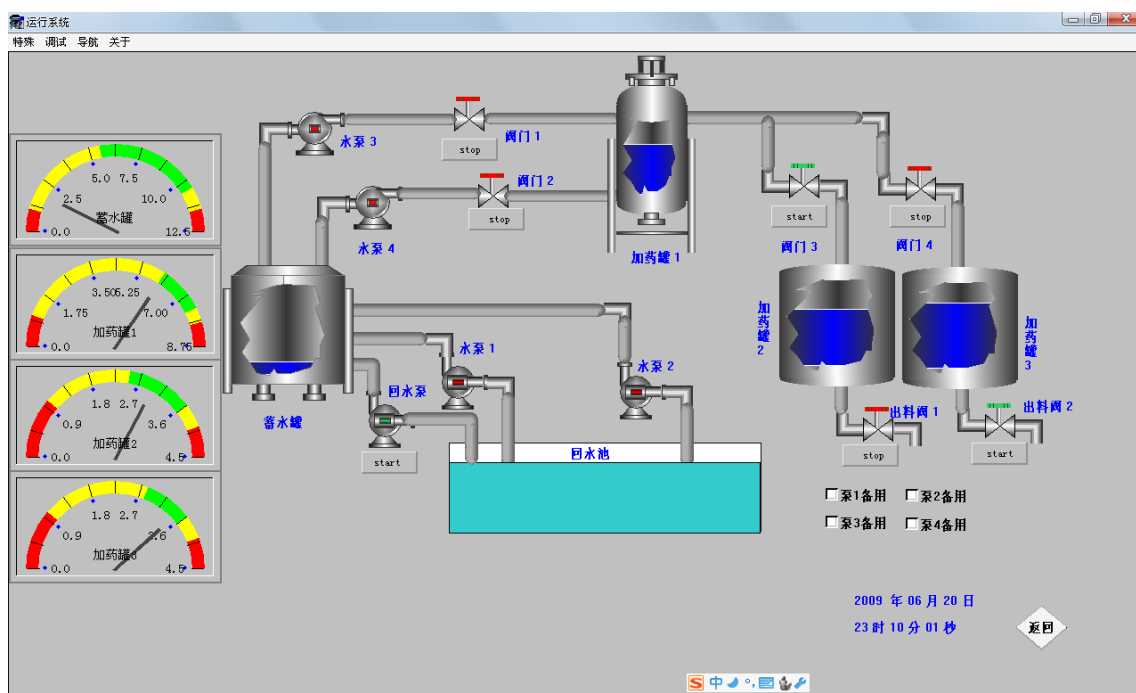 运行系统
特殊 调试 导航 关于
5.0 7.5
2.5 10.0
蓄水罐
0.0 12.5
3.50 5.25
1.75 7.00
加药罐1
0.0 8.75
1.8 2.7
0.9 3.6
加药罐2
0.0 4.5
1.8 2.7
0.9 3.6
加药罐3
0.0 4.5
水泵 3
阀门 1
stop
水泵 4
阀门 2
stop
加药罐 1
start
stop
阀门 3
阀门 4
加药罐 2
加药罐 3
水泵 1
水泵 2
回水泵
蓄水罐
start
回水池
出料阀 1
出料阀 2
stop
start
泵1备用 泵2备用
泵3备用 泵4备用
2009 年 06 月 20 日
23 时 10 分 01 秒
返回
S 中